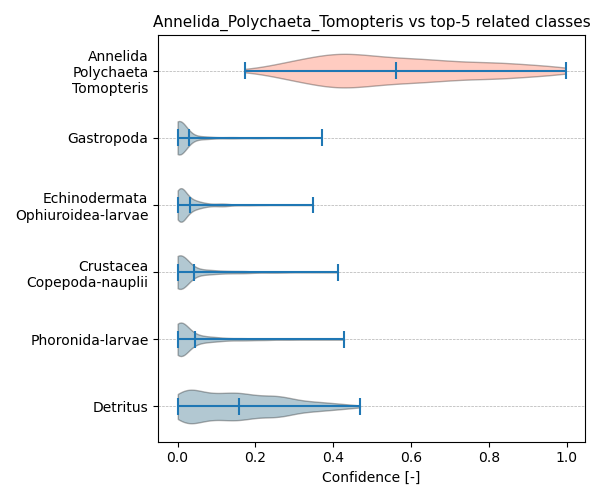 Annelida_Polychaeta_Tomopteris vs top-5 related classes
Annelida
Polychaeta
Tomopteris
Gastropoda
Echinodermata
Ophiuroidea-larvae
Crustacea
Copepoda-nauplii
Phoronida-larvae
Detritus
0.0 0.2 0.4 0.6 0.8 1.0
Confidence [-]